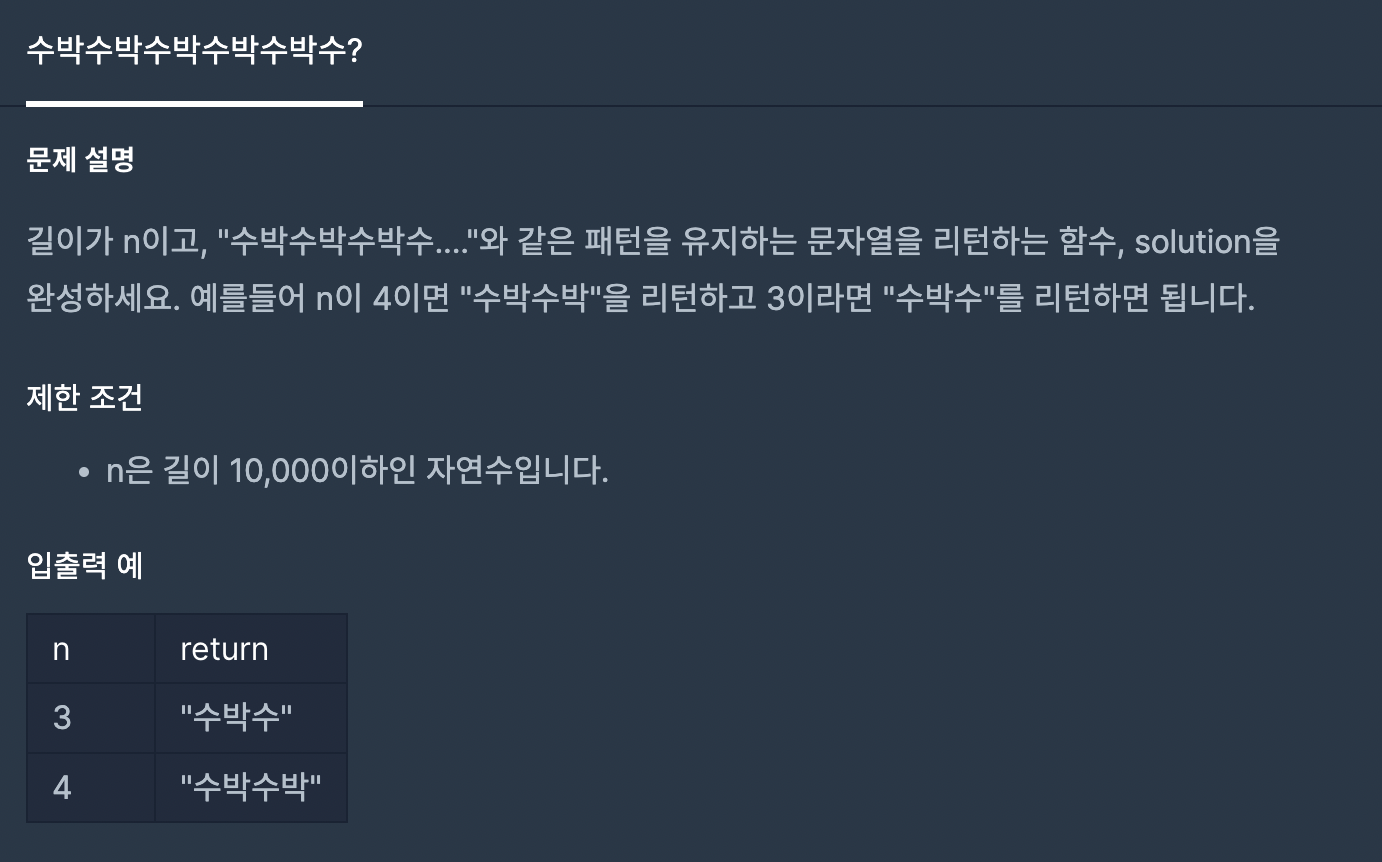 수박수박수박수박수박수?
문제 설명
길이가 n이고, "수박수박수박수...."와 같은 패턴을 유지하는 문자열을 리턴하는 함수, solution을
완성하세요. 예를들어 n이 4이면 "수박수박"을 리턴하고 3이라면 "수박수"를 리턴하면 됩니다.
제한 조건
• n은 길이 10,000이하인 자연수입니다.
입출력 예
n return
3 "수박수"
4 "수박수박"